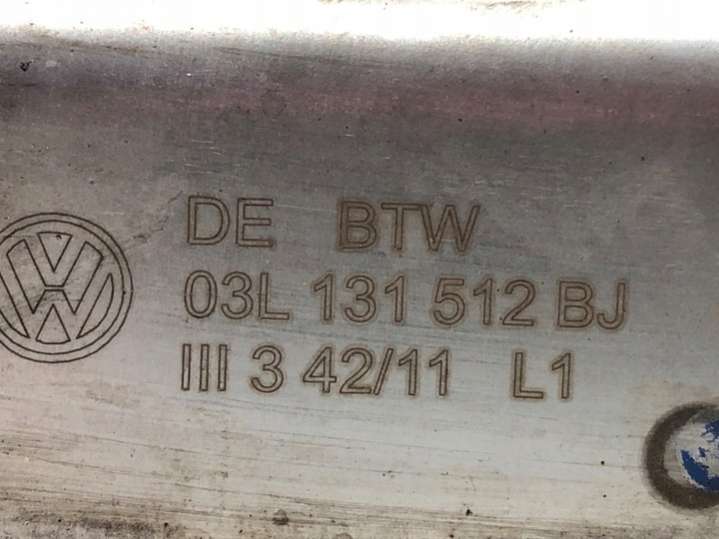 DE BTW
03L 131 512 BJ
III 3 42/11 L1